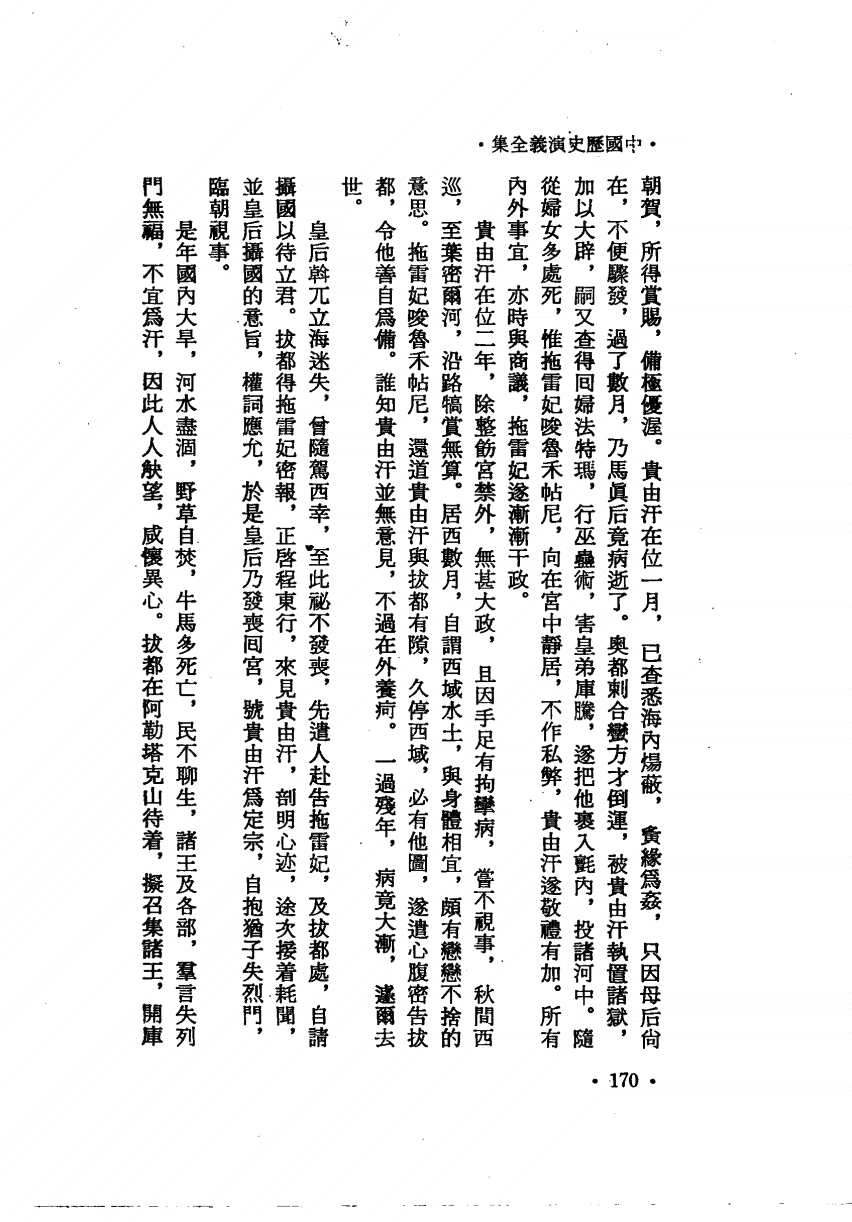 ·中國歷史演義全集·
朝賀，所得賞賜，備極優渥。貴由汗在位一月，已查悉海內煬蔽，夤緣爲姦，只因母后尙
在，不便驟發，過了數月，乃馬眞后竟病逝了。奧都剌合蠻方才倒運，被貴由汗執置諸獄，
加以大辟，嗣又查得回婦法特瑪，行巫蠱術，害皇弟庫騰，遂把他裹入氈內，投諸河中。隨
從婦女多處死，惟拖雷妃唆魯禾帖尼，向在宮中靜居，不作私弊，貴由汗遂敬禮有加。所有
內外事宜，亦時與商議，拖雷妃遂漸漸干政。
貴由汗在位二年，除整飭宮禁外，無甚大政，且因手足有拘攣病，嘗不視事，秋間西
巡，至葉密爾河，沿路犒賞無算。居西數月，自謂西域水土，與身體相宜，頗有戀戀不捨的
意思。拖雷妃唆魯禾帖尼，還道貴由汗與拔都有隙，久停西域，必有他圖，遂遣心腹密告拔
都，令他善自爲備。誰知貴由汗並無意見，不過在外養疴。一過殘年，病竟大漸，遽爾去
世。
皇后斡兀立海迷失，曾隨駕西幸，至此祕不發喪，先遣人赴告拖雷妃，及拔都處，自請
攝國以待立君。拔都得拖雷妃密報，正啓程東行，來見貴由汗，剖明心迹，途次接着耗聞，
並皇后攝國的意旨，權詞應允，於是皇后乃發喪回宮，號貴由汗爲定宗，自抱猶子失烈門，
臨朝視事。
是年國內大旱，河水盡涸，野草自焚，牛馬多死亡，民不聊生，諸王及各部，羣言失列
門無福，不宜爲汗，因此人人觖望，咸懷異心。拔都在阿勒塔克山待着，擬召集諸王，開庫
·170·